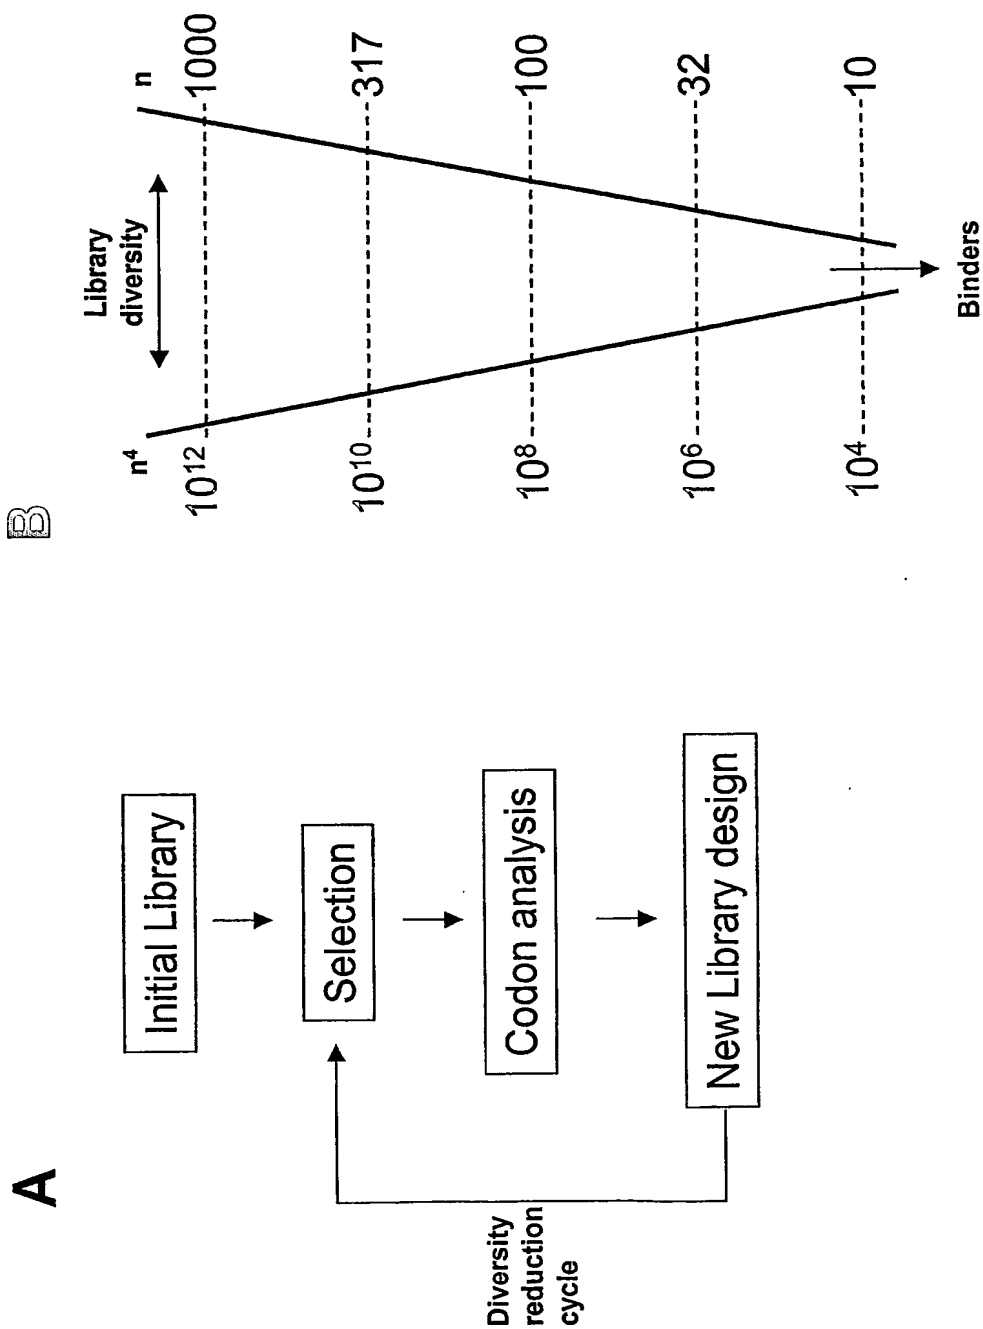 A
Initial Library
Selection
Codon analysis
New Library design
Diversity
reduction
cycle
B
Library
diversity
n⁴
n
10¹²
1000
10¹⁰
317
10⁸
100
10⁶
32
10⁴
10
Binders